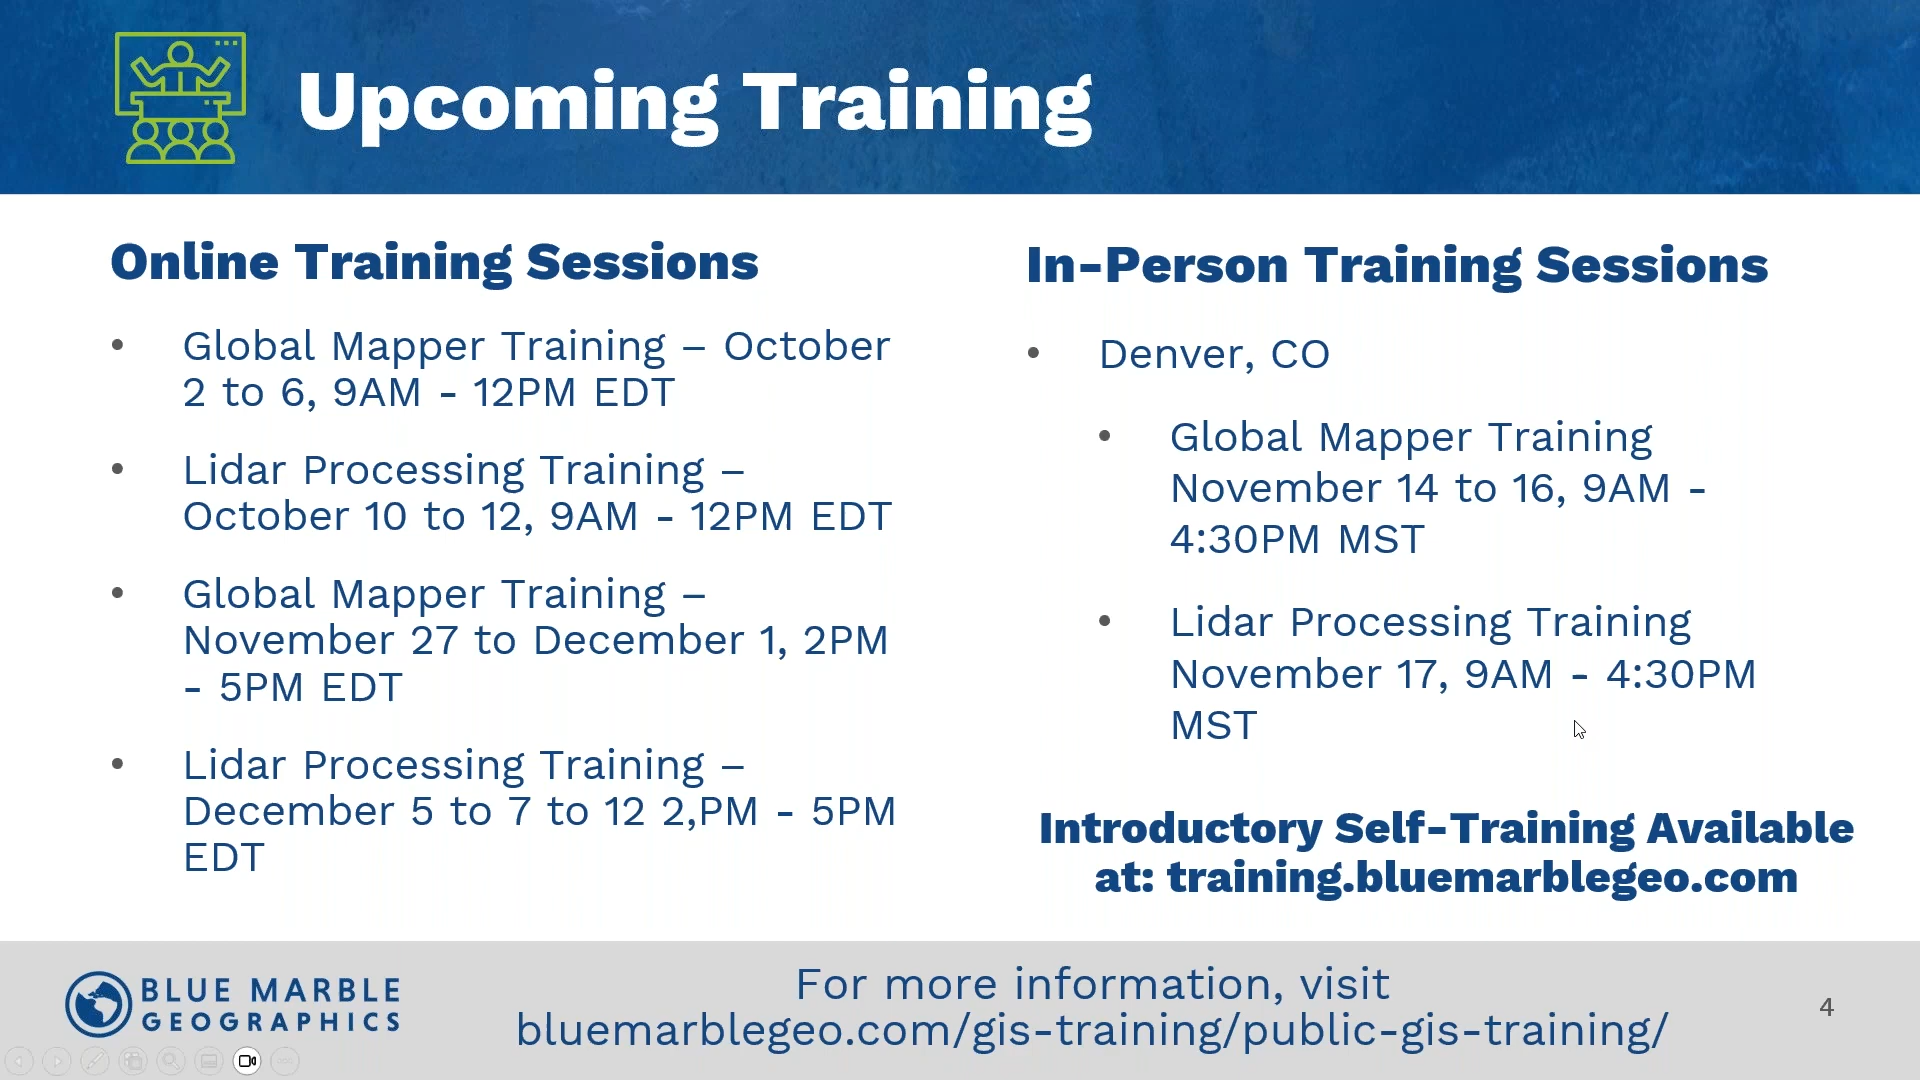 Upcoming Training
Online Training Sessions
• Global Mapper Training – October
2 to 6, 9AM - 12PM EDT
• Lidar Processing Training –
October 10 to 12, 9AM - 12PM EDT
• Global Mapper Training –
November 27 to December 1, 2PM
- 5PM EDT
• Lidar Processing Training –
December 5 to 7 to 12 2,PM - 5PM
EDT
In-Person Training Sessions
• Denver, CO
• Global Mapper Training
November 14 to 16, 9AM -
4:30PM MST
• Lidar Processing Training
November 17, 9AM - 4:30PM
MST
Introductory Self-Training Available
at: training.bluemarblegeo.com
BLUE MARBLE
GEOGRAPHICS
For more information, visit
bluemarblegeo.com/gis-training/public-gis-training/
4